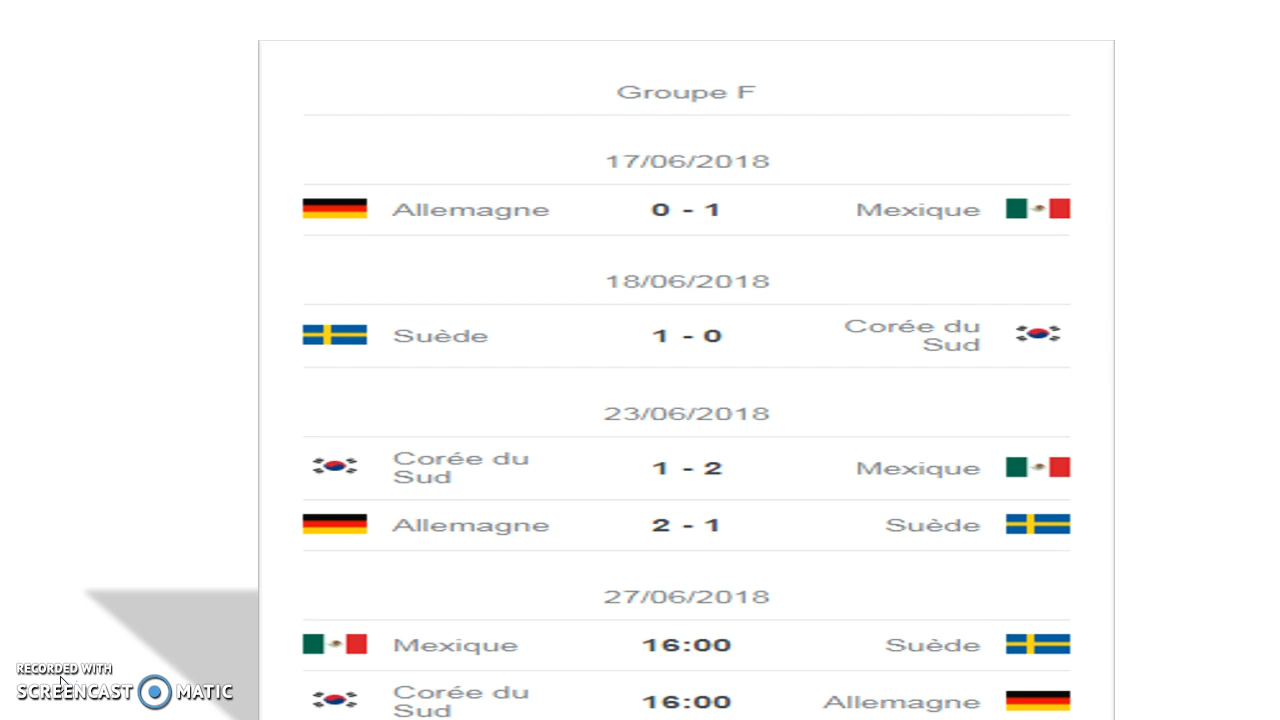 Groupe F
17/06/2018
Allemagne 0 - 1 Mexique
18/06/2018
Suède 1 - 0 Corée du
Sud
23/06/2018
Corée du
Sud 1 - 2 Mexique
Allemagne 2 - 1 Suède
27/06/2018
Mexique 16:00 Suède
Corée du
Sud 16:00 Allemagne
RECORDED WITH
SCREENCAST MATIC